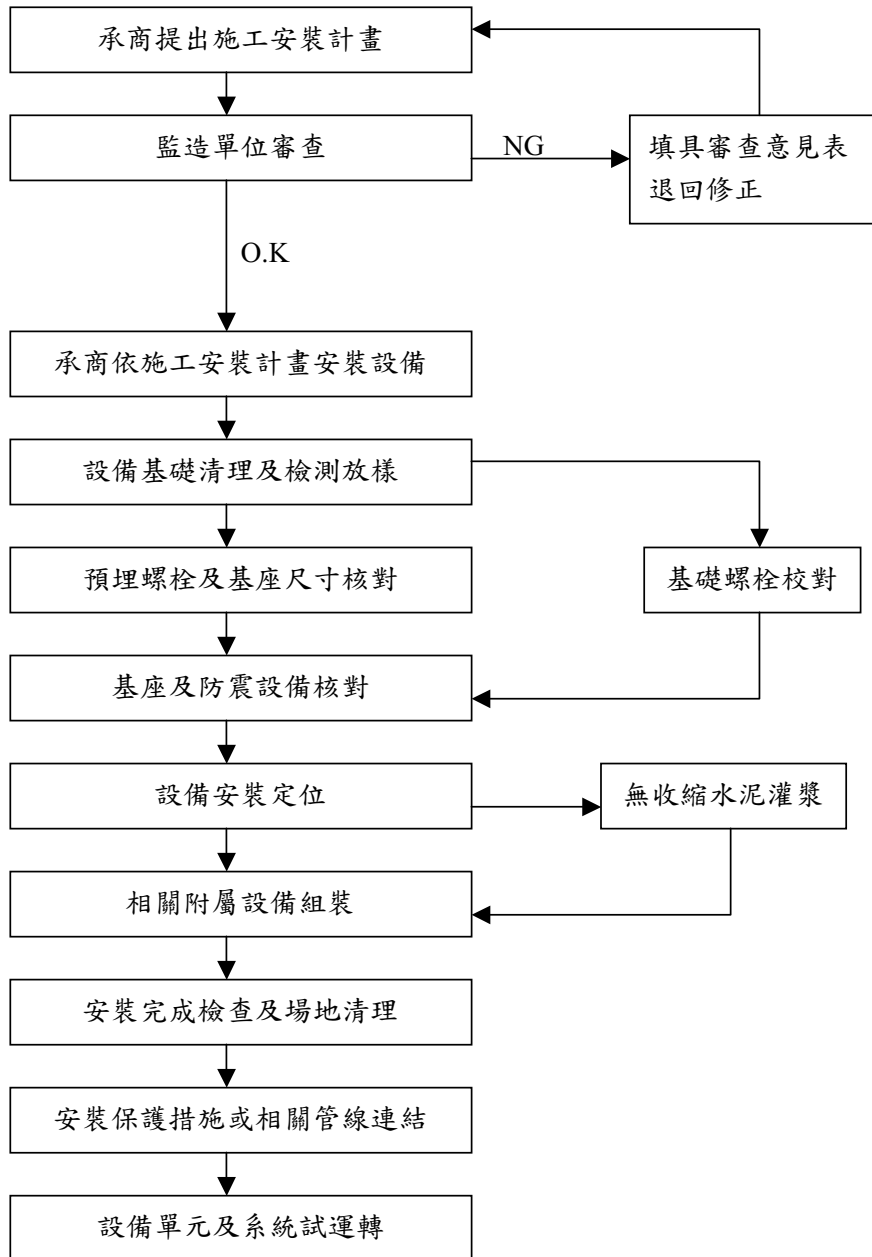 承商提出施工安裝計畫
監造單位審查
NG
填具審查意見表
退回修正
O.K
承商依施工安裝計畫安裝設備
設備基礎清理及檢測放樣
預埋螺栓及基座尺寸核對
基礎螺栓校對
基座及防震設備核對
設備安裝定位
無收縮水泥灌漿
相關附屬設備組裝
安裝完成檢查及場地清理
安裝保護措施或相關管線連結
設備單元及系統試運轉